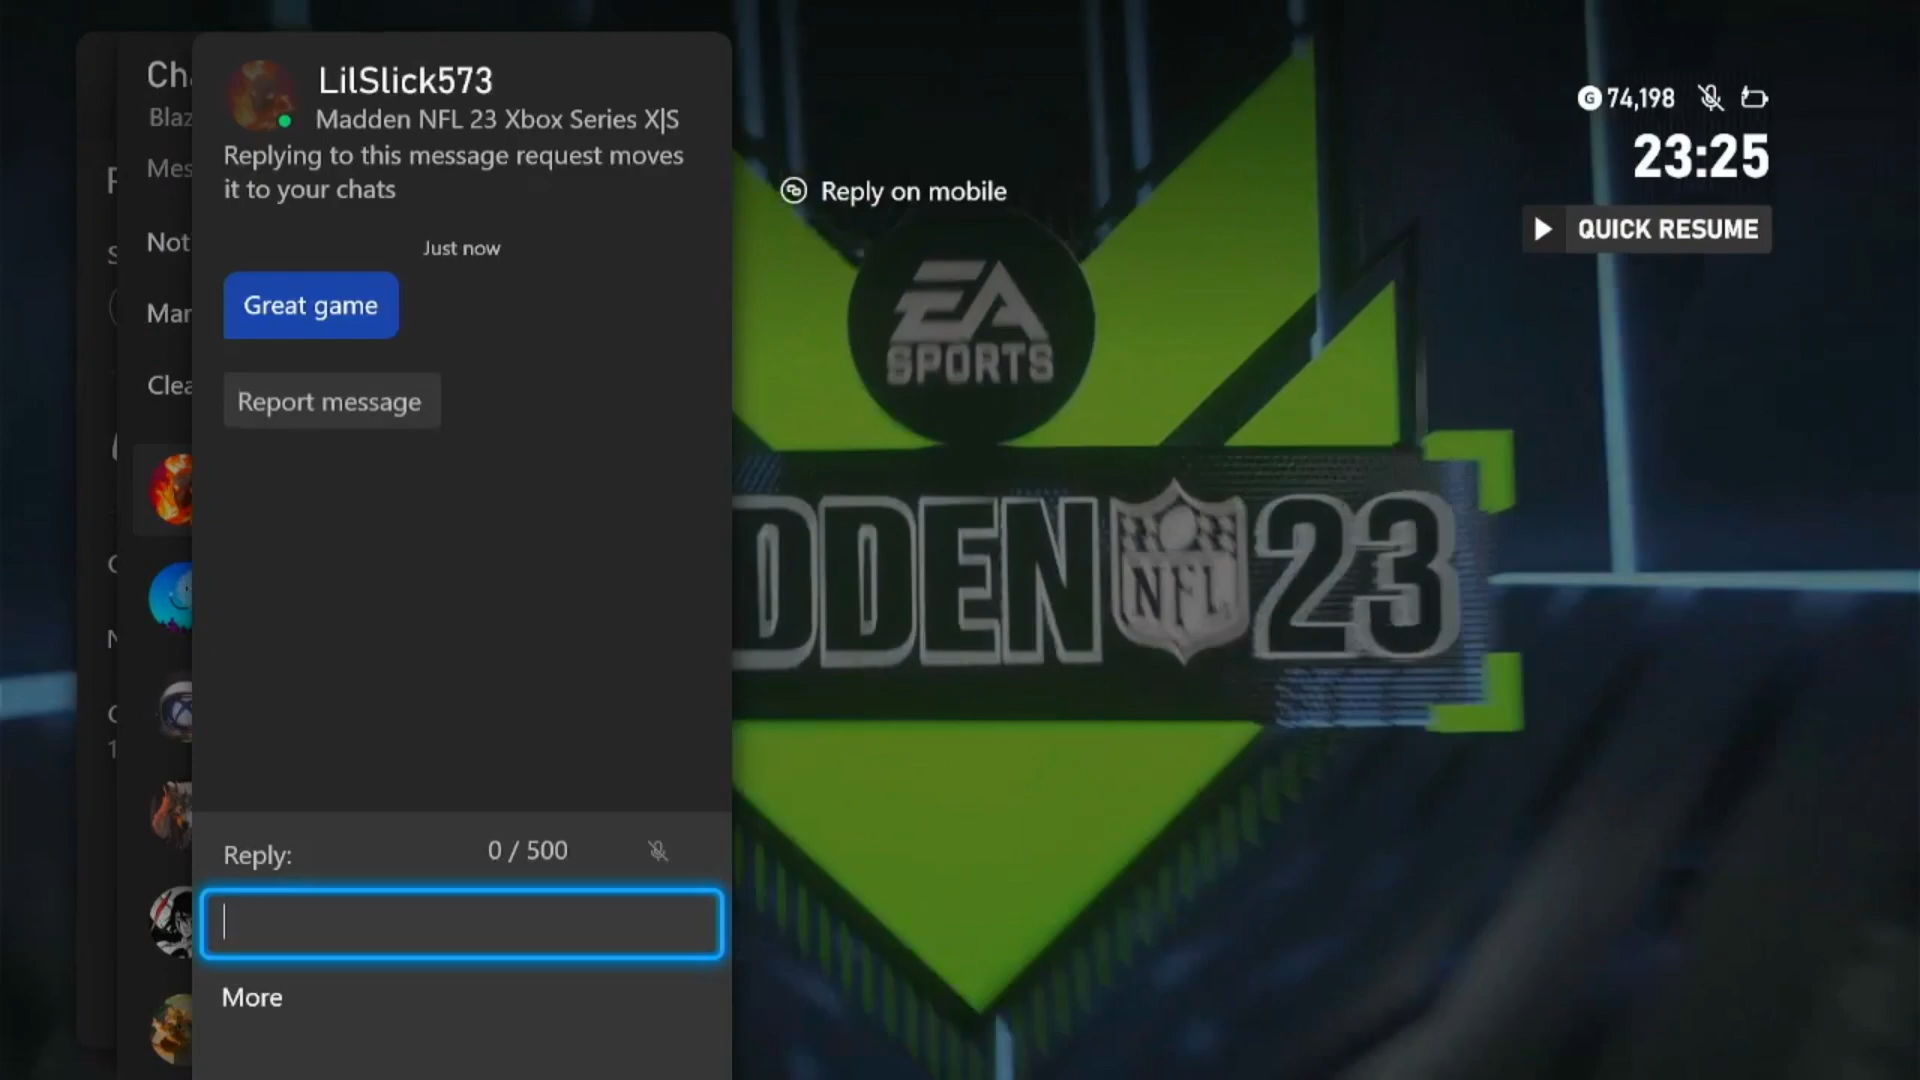 Cha
Blaz
Mes
Not
Mar
Clea
LilSlick573
Madden NFL 23 Xbox Series X|S
Replying to this message request moves
it to your chats
Just now
Great game
Report message
Reply:
0 / 500
More
Reply on mobile
G 74,198
23:25
QUICK RESUME
EA
SPORTS
DDEN NFL 23